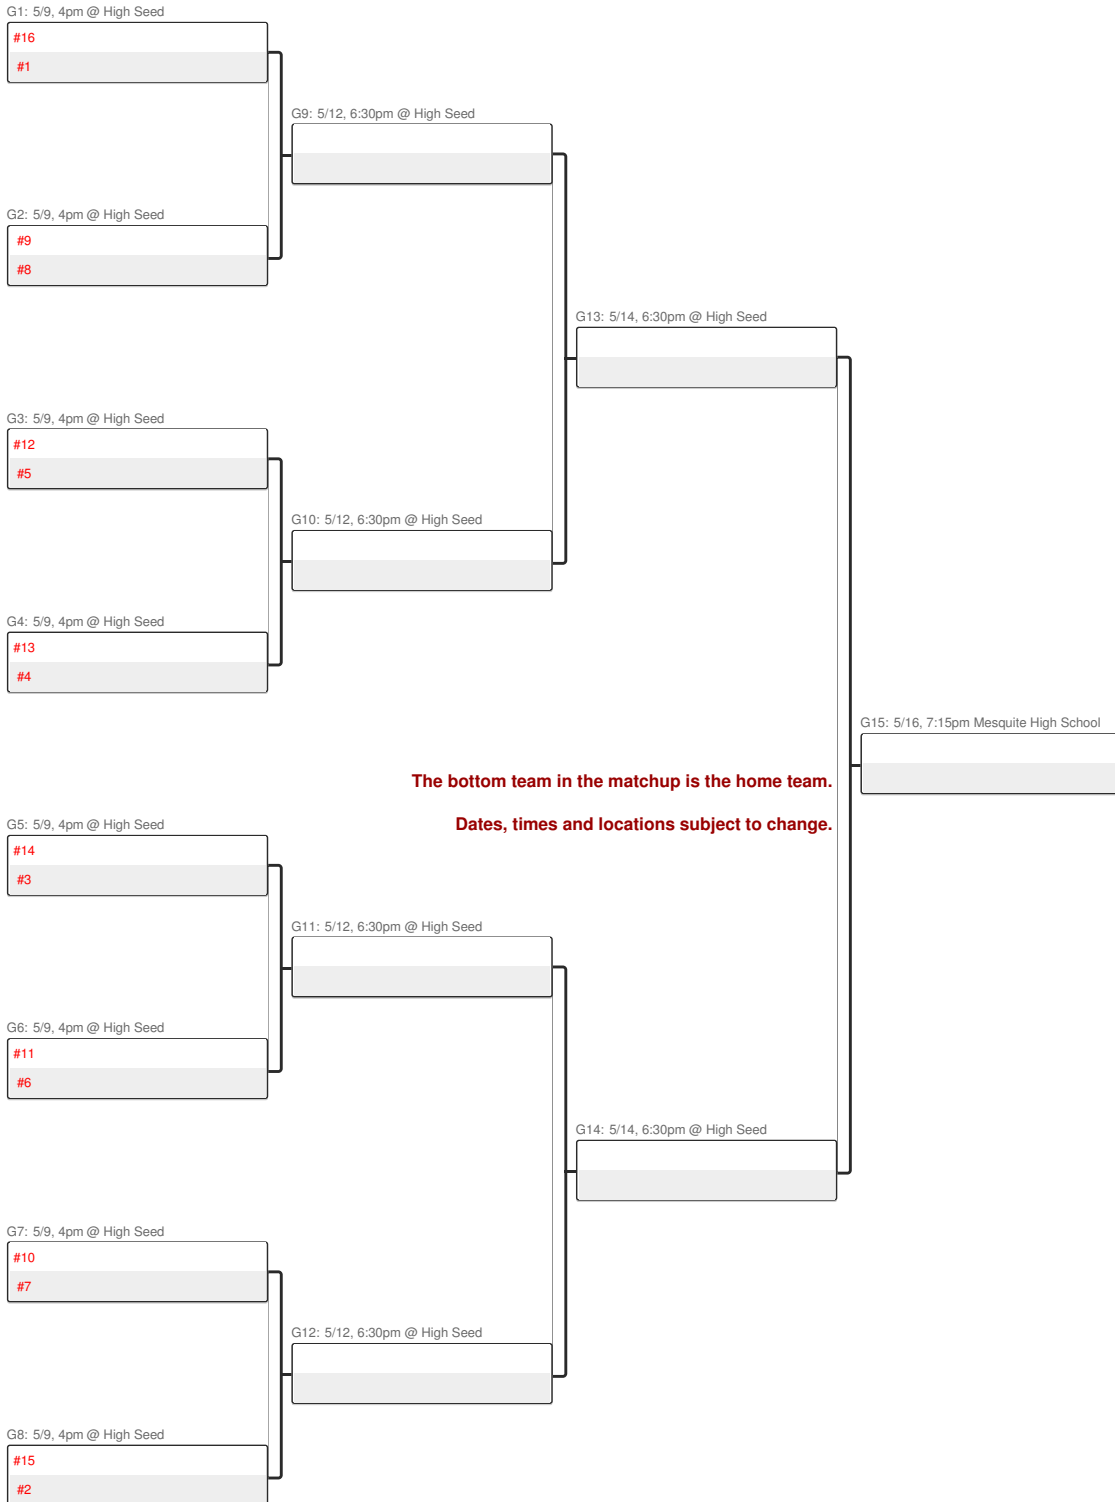 G1: 5/9, 4pm @ High Seed
#16
#1
G9: 5/12, 6:30pm @ High Seed
G2: 5/9, 4pm @ High Seed
#9
#8
G13: 5/14, 6:30pm @ High Seed
G3: 5/9, 4pm @ High Seed
#12
#5
G10: 5/12, 6:30pm @ High Seed
G4: 5/9, 4pm @ High Seed
#13
#4
G15: 5/16, 7:15pm Mesquite High School
The bottom team in the matchup is the home team.
Dates, times and locations subject to change.
G5: 5/9, 4pm @ High Seed
#14
#3
G11: 5/12, 6:30pm @ High Seed
G6: 5/9, 4pm @ High Seed
#11
#6
G14: 5/14, 6:30pm @ High Seed
G7: 5/9, 4pm @ High Seed
#10
#7
G12: 5/12, 6:30pm @ High Seed
G8: 5/9, 4pm @ High Seed
#15
#2